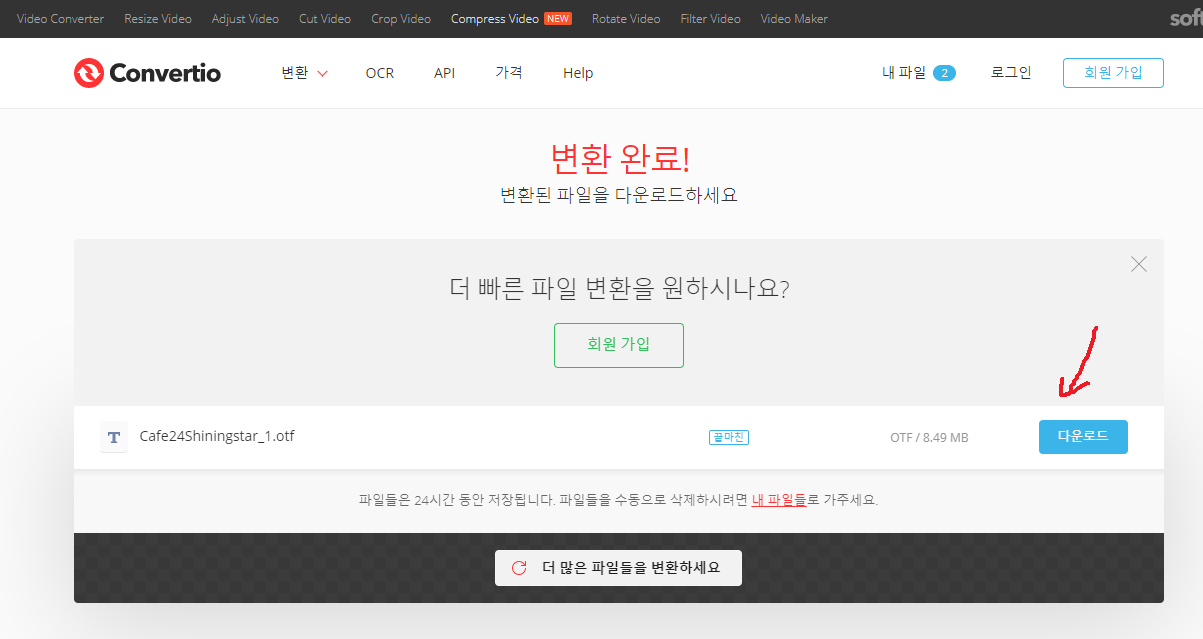 Video Converter Resize Video Adjust Video Cut Video Crop Video Compress Video NEW Rotate Video Filter Video Video Maker soft
Convertio 변환 OCR API 가격 Help 내 파일 2 로그인 회원 가입
변환 완료!
변환된 파일을 다운로드하세요
더 빠른 파일 변환을 원하시나요?
회원 가입
T Cafe24Shiningstar_1.otf 끝마친 OTF / 8.49 MB 다운로드
파일들은 24시간 동안 저장됩니다. 파일들을 수동으로 삭제하시려면 내 파일들로 가주세요.
더 많은 파일들을 변환하세요